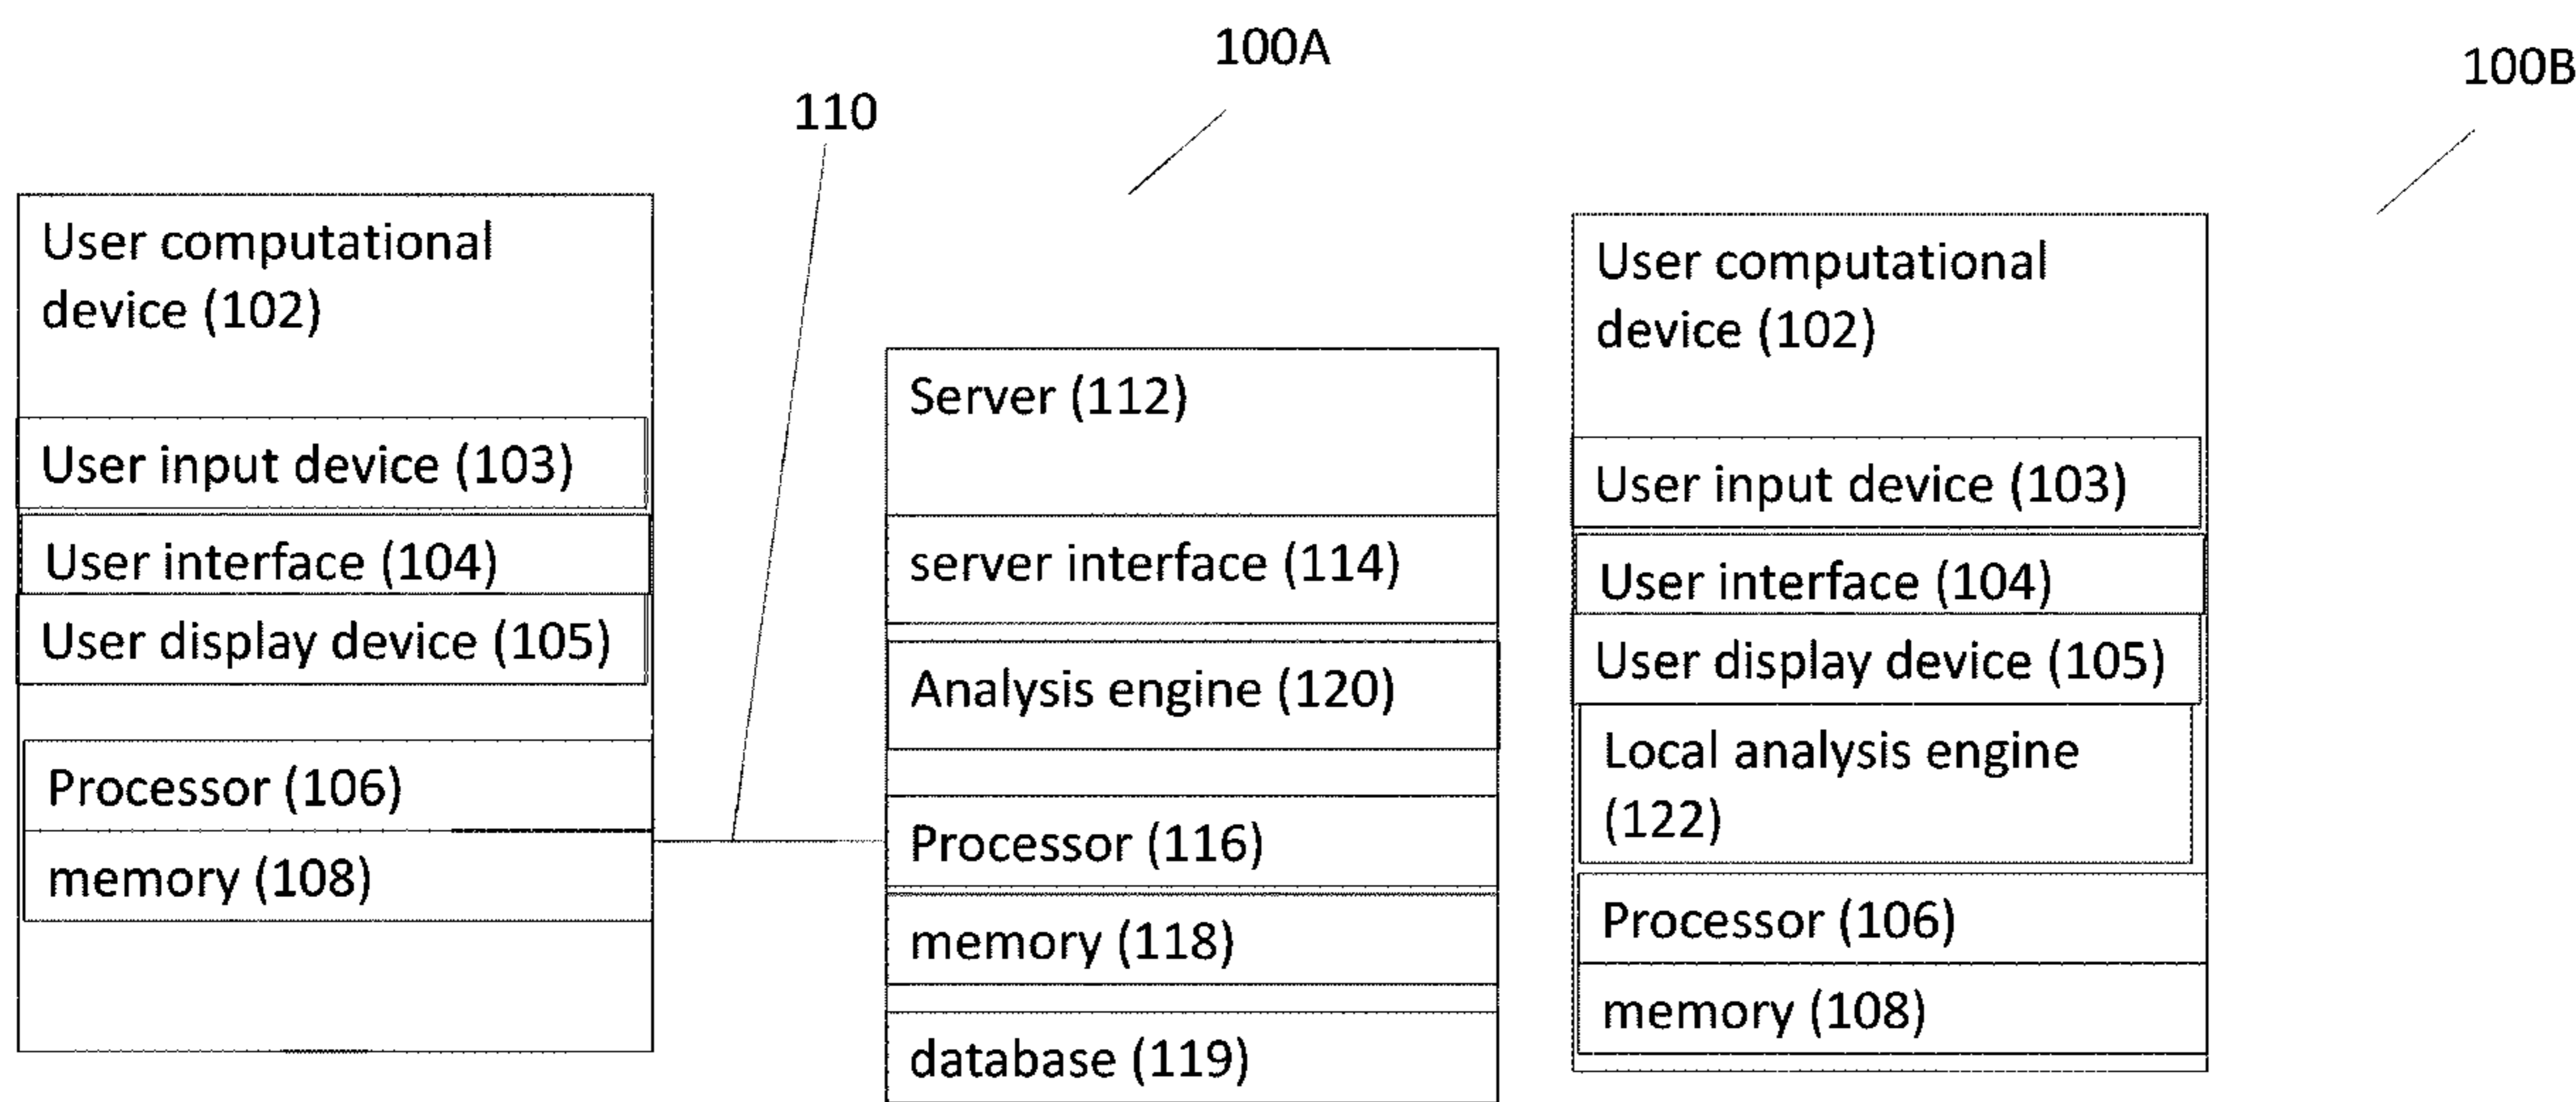 100A
100B
110
User computational
device (102)
User input device (103)
User interface (104)
User display device (105)
Processor (106)
memory (108)
Server (112)
server interface (114)
Analysis engine (120)
Processor (116)
memory (118)
database (119)
User computational
device (102)
User input device (103)
User interface (104)
User display device (105)
Local analysis engine
(122)
Processor (106)
memory (108)